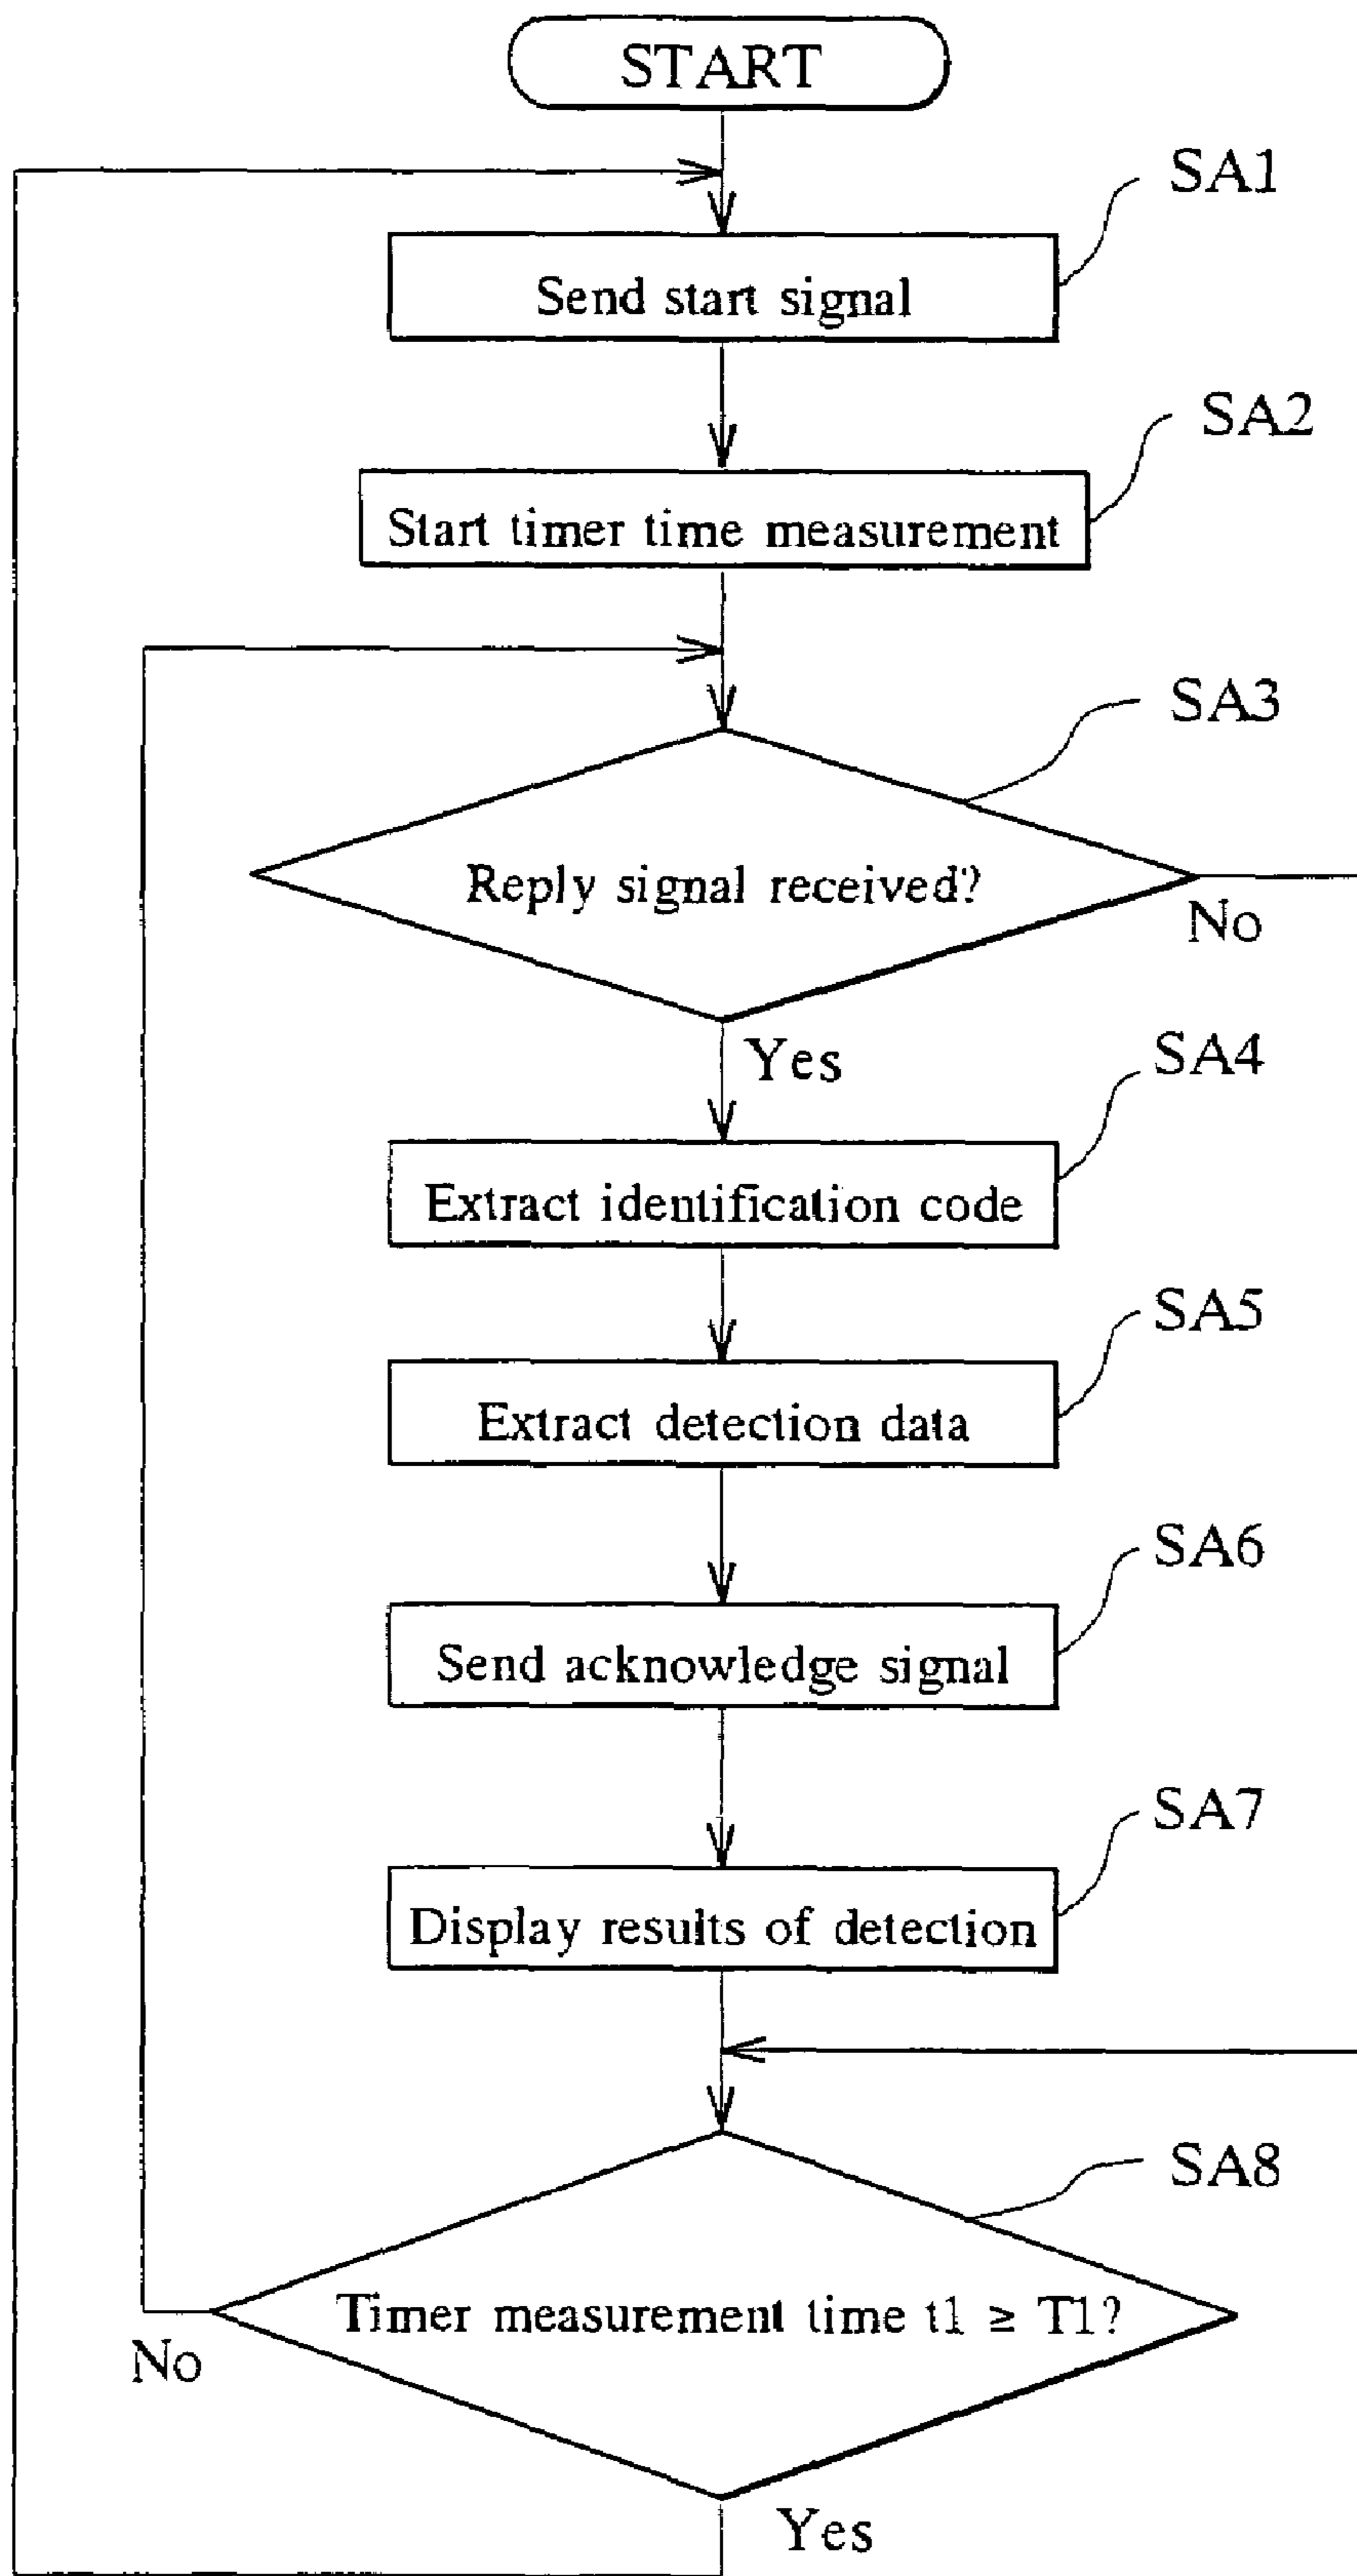 START
SA1
Send start signal
SA2
Start timer time measurement
SA3
Reply signal received?
No
Yes
SA4
Extract identification code
SA5
Extract detection data
SA6
Send acknowledge signal
SA7
Display results of detection
SA8
Timer measurement time t1 ≥ T1?
No
Yes